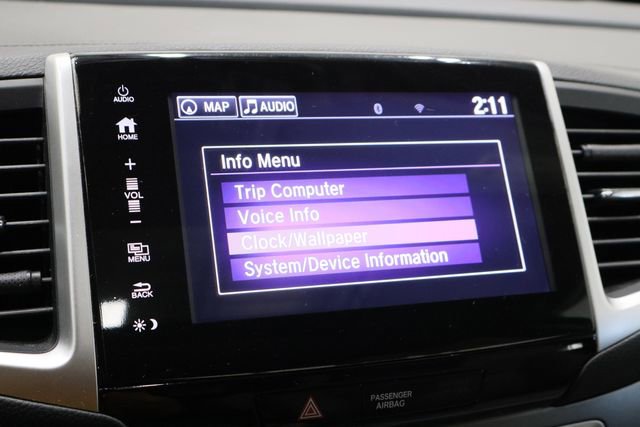 AUDIO
HOME
+
VOL
-
MENU
BACK
MAP
AUDIO
2:11
Info Menu
Trip Computer
Voice Info
Clock/Wallpaper
System/Device Information
PASSENGER
AIRBAG